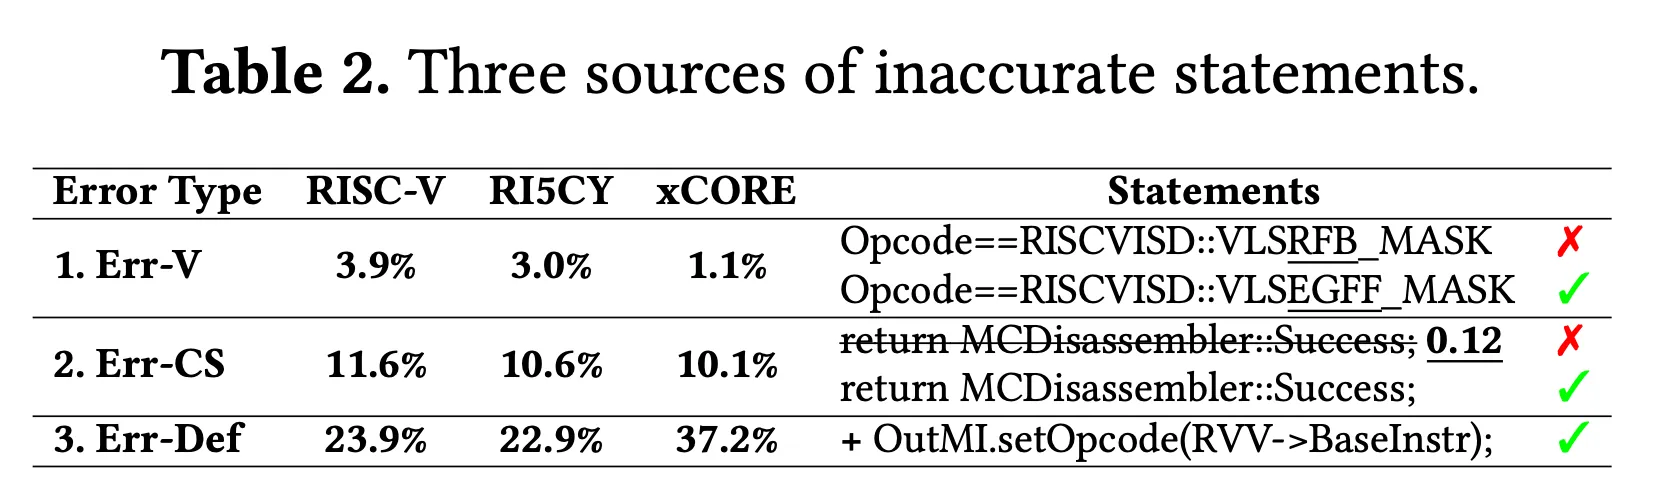 Table 2. Three sources of inaccurate statements.
Error Type RISC-V RI5CY xCORE Statements
1. Err-V 3.9% 3.0% 1.1% Opcode==RISCVISD::VLSRFB_MASK ✗
Opcode==RISCVISD::VLSEGFF_MASK ✓
2. Err-CS 11.6% 10.6% 10.1% return MCDisassembler::Success; 0.12 ✗
return MCDisassembler::Success; ✓
3. Err-Def 23.9% 22.9% 37.2% + OutMI.setOpcode(RVV->BaseInstr); ✓